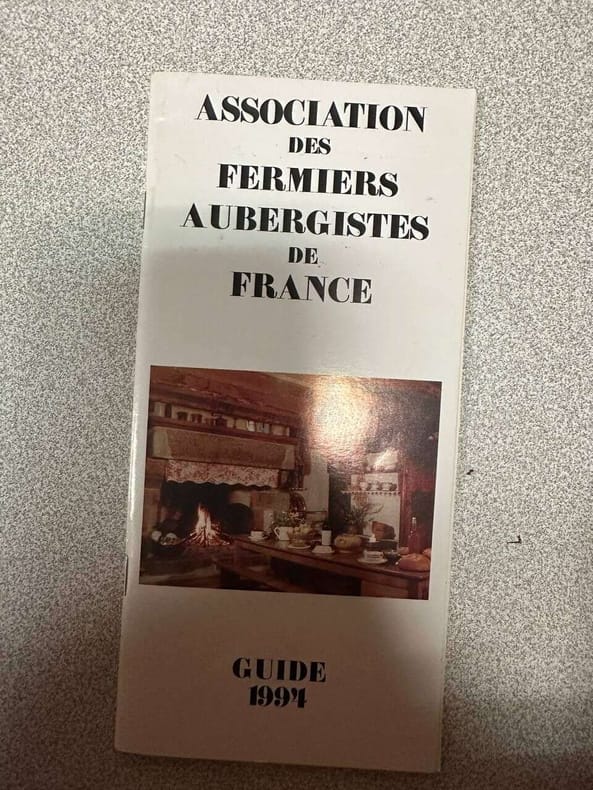 ASSOCIATION
DES
FERMIERS
AUBERGISTES
DE
FRANCE
GUIDE
1994